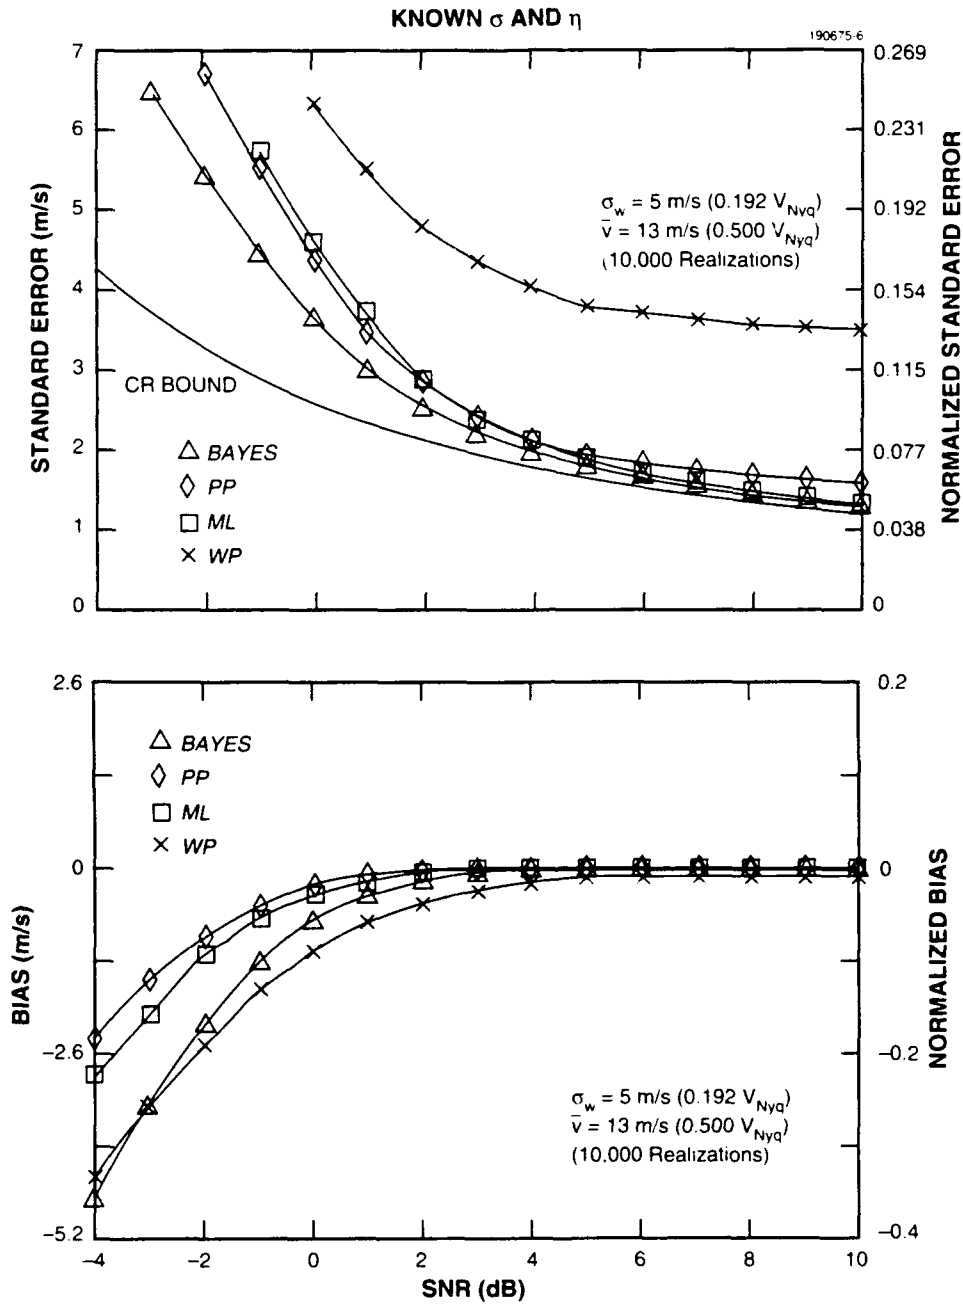 KNOWN σ AND η
190675-6
7
6
5
4
3
2
1
0
STANDARD ERROR (m/s)
0.269
0.231
0.192
0.154
0.115
0.077
0.038
0
NORMALIZED STANDARD ERROR
σw = 5 m/s (0.192 VNyq)
v̄ = 13 m/s (0.500 VNyq)
(10,000 Realizations)
CR BOUND
BAYES
PP
ML
WP
2.6
0
−2.6
−5.2
BIAS (m/s)
0.2
0
−0.2
−0.4
NORMALIZED BIAS
BAYES
PP
ML
WP
σw = 5 m/s (0.192 VNyq)
v̄ = 13 m/s (0.500 VNyq)
(10,000 Realizations)
−4 −2 0 2 4 6 8 10
SNR (dB)